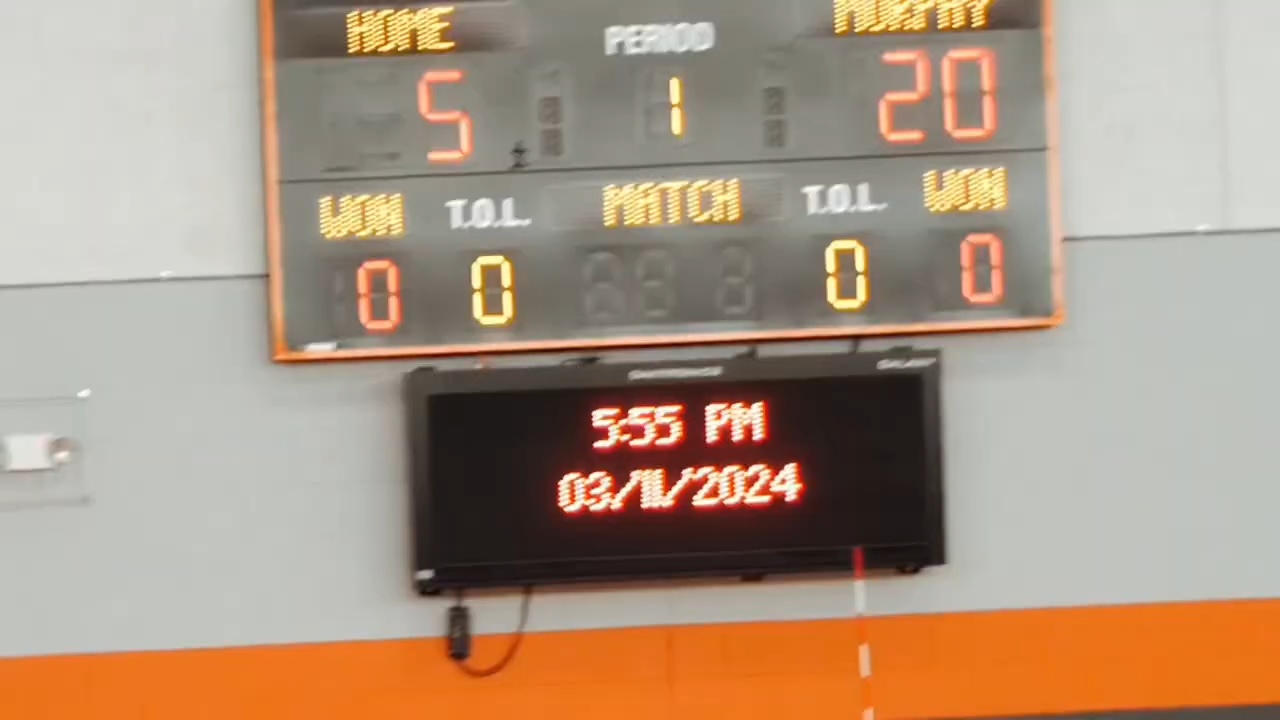 HOME PERIOD MURPHY
5 1 20
WON T.O.L. MATCH T.O.L. WON
0 0 0 0
5:55 PM
03/11/2024